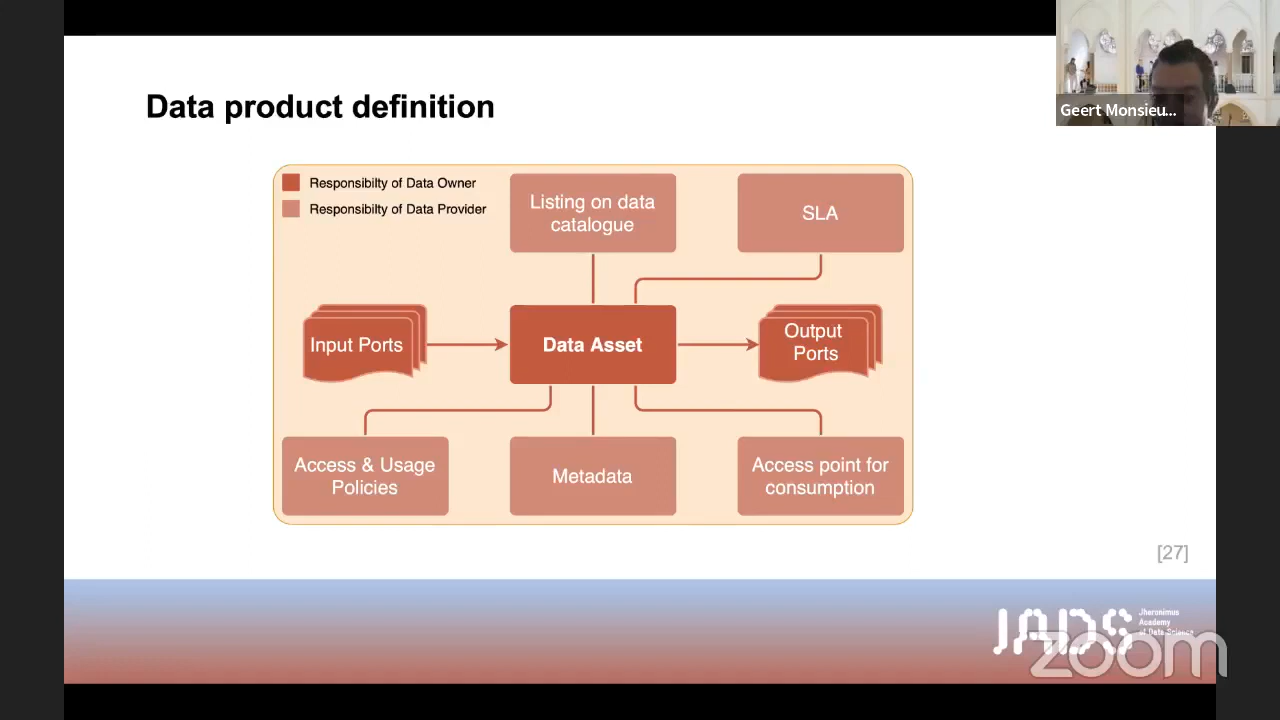 Geert Monsieu...
Data product definition
Responsibilty of Data Owner
Responsibilty of Data Provider
Listing on data
catalogue
SLA
Input Ports
Data Asset
Output
Ports
Access & Usage
Policies
Metadata
Access point for
consumption
[27]
JADS
Jheronimus
Academy
of Data Science
zoom